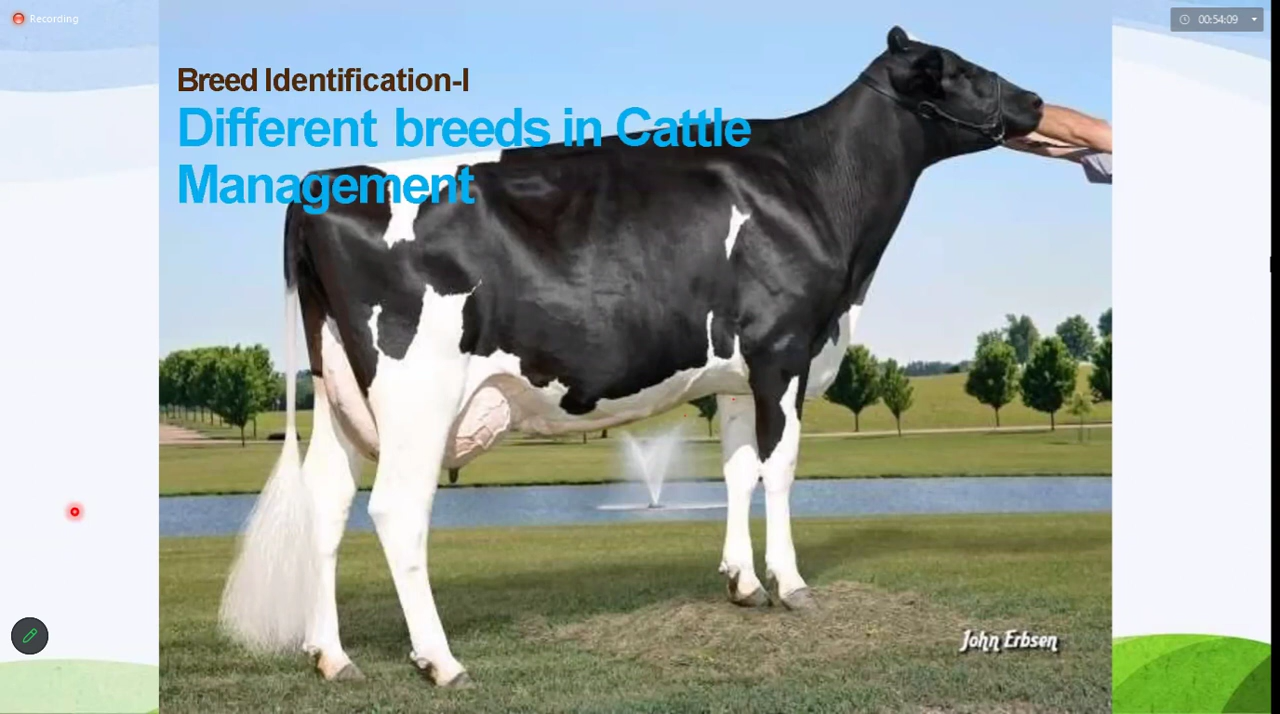 Recording
00:54:09
Breed Identification-I
Different breeds in Cattle
Management
John Erbsen